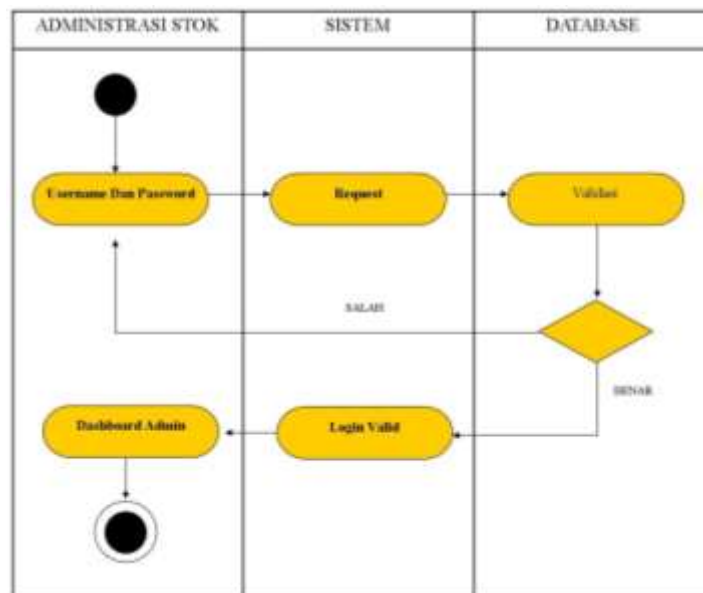 ADMINISTRASI STOK
SISTEM
DATABASE
Username Dan Password
Request
Validasi
SALAH
BENAR
Dashboard Admin
Login Valid